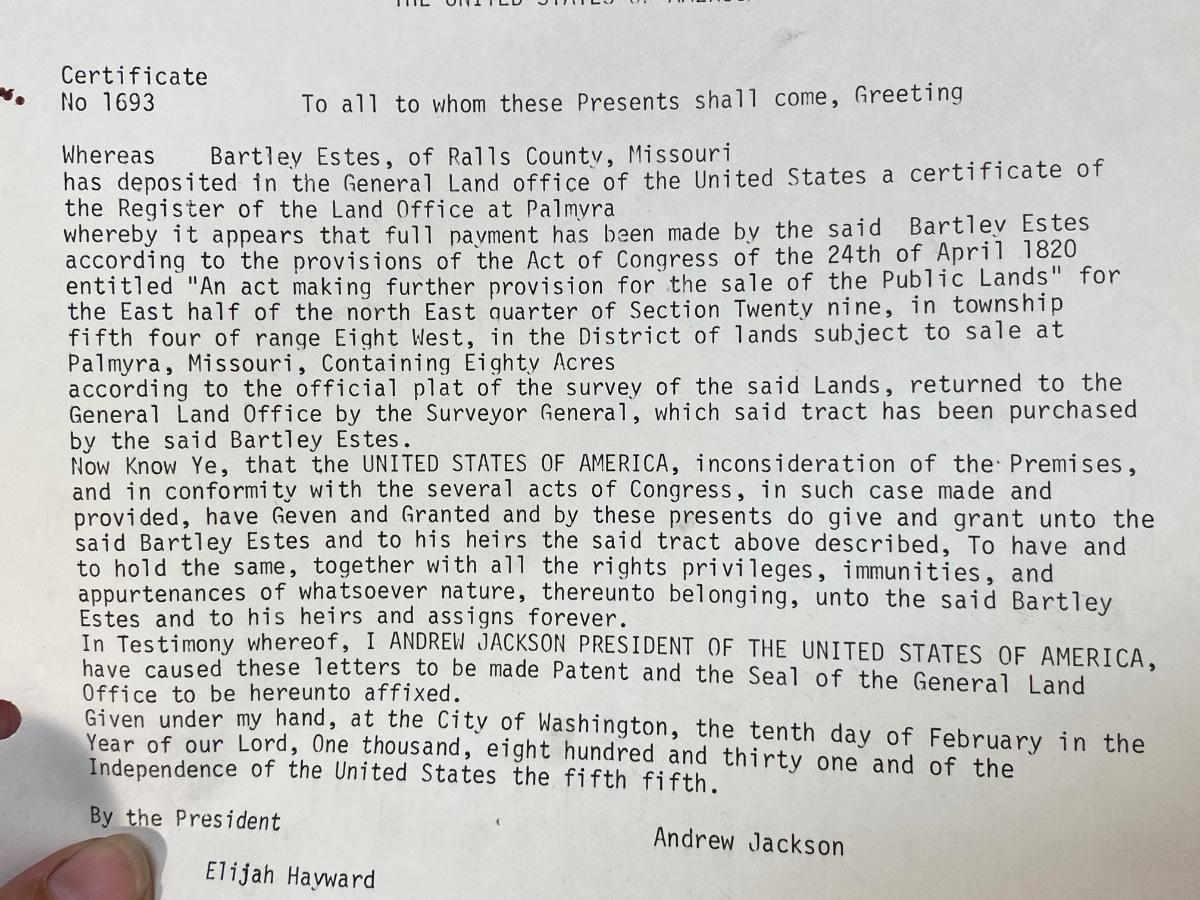 THE UNITED STATES OF AMERICA
Certificate
No 1693 To all to whom these Presents shall come, Greeting
Whereas Bartley Estes, of Ralls County, Missouri
has deposited in the General Land office of the United States a certificate of
the Register of the Land Office at Palmyra
whereby it appears that full payment has been made by the said Bartley Estes
according to the provisions of the Act of Congress of the 24th of April 1820
entitled "An act making further provision for the sale of the Public Lands" for
the East half of the north East quarter of Section Twenty nine, in township
fifth four of range Eight West, in the District of lands subject to sale at
Palmyra, Missouri, Containing Eighty Acres
according to the official plat of the survey of the said Lands, returned to the
General Land Office by the Surveyor General, which said tract has been purchased
by the said Bartley Estes.
Now Know Ye, that the UNITED STATES OF AMERICA, inconsideration of the Premises,
and in conformity with the several acts of Congress, in such case made and
provided, have Geven and Granted and by these presents do give and grant unto the
said Bartley Estes and to his heirs the said tract above described, To have and
to hold the same, together with all the rights privileges, immunities, and
appurtenances of whatsoever nature, thereunto belonging, unto the said Bartley
Estes and to his heirs and assigns forever.
In Testimony whereof, I ANDREW JACKSON PRESIDENT OF THE UNITED STATES OF AMERICA,
have caused these letters to be made Patent and the Seal of the General Land
Office to be hereunto affixed.
Given under my hand, at the City of Washington, the tenth day of February in the
Year of our Lord, One thousand, eight hundred and thirty one and of the
Independence of the United States the fifth fifth.
By the President
Andrew Jackson
Elijah Hayward